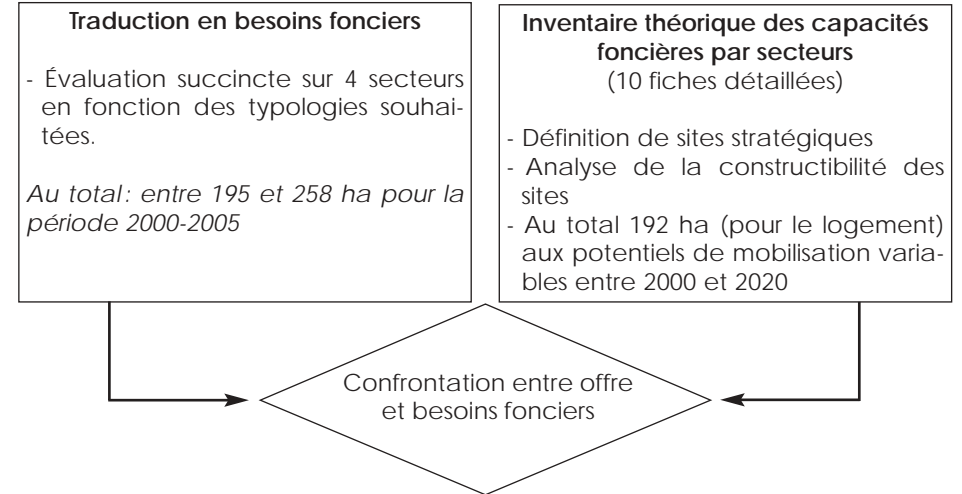 Traduction en besoins fonciers
- Évaluation succincte sur 4 secteurs
en fonction des typologies souhai-
tées.
Au total : entre 195 et 258 ha pour la
période 2000-2005
Inventaire théorique des capacités
foncières par secteurs
(10 fiches détaillées)
- Définition de sites stratégiques
- Analyse de la constructibilité des
sites
- Au total 192 ha (pour le logement)
aux potentiels de mobilisation varia-
bles entre 2000 et 2020
Confrontation entre offre
et besoins fonciers